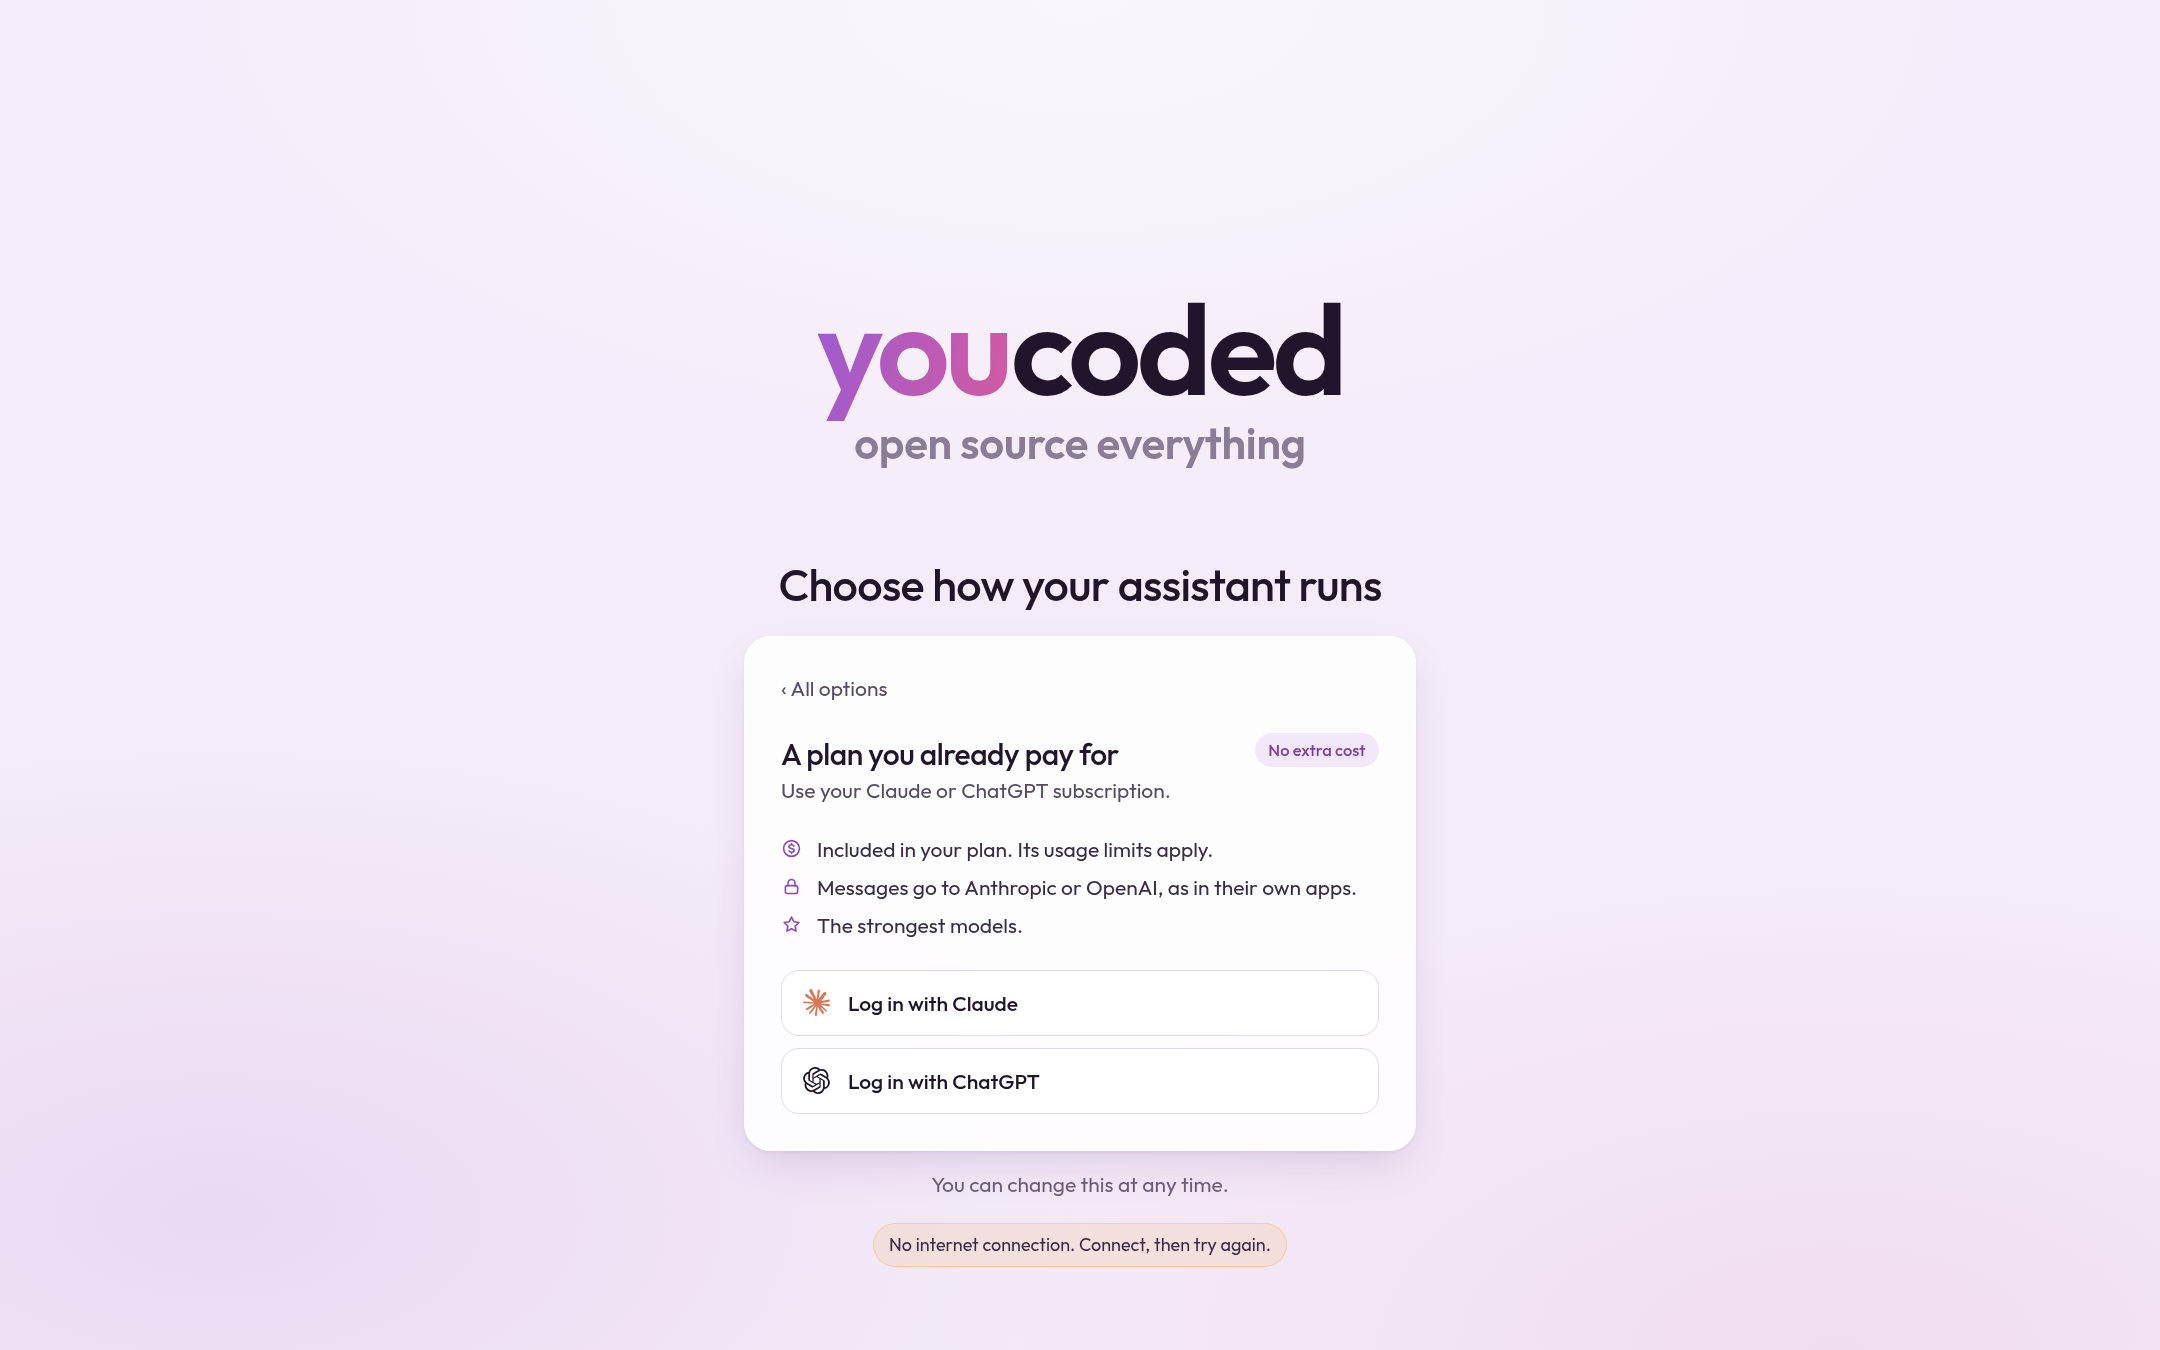 youcoded
open source everything
Choose how your assistant runs
‹ All options
A plan you already pay for
No extra cost
Use your Claude or ChatGPT subscription.
Included in your plan. Its usage limits apply.
Messages go to Anthropic or OpenAI, as in their own apps.
The strongest models.
Log in with Claude
Log in with ChatGPT
You can change this at any time.
No internet connection. Connect, then try again.